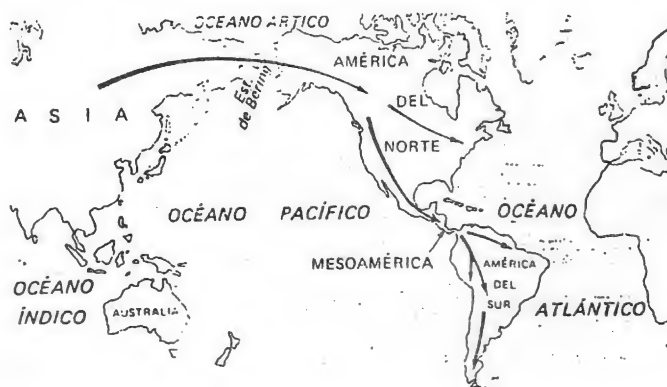 OCÉANO ÁRTICO
AMÉRICA
DEL
NORTE
ASIA
Est.
de Bering
OCÉANO PACÍFICO
OCÉANO
ATLÁNTICO
MESOAMÉRICA
AMÉRICA
DEL
SUR
OCÉANO
ÍNDICO
AUSTRALIA